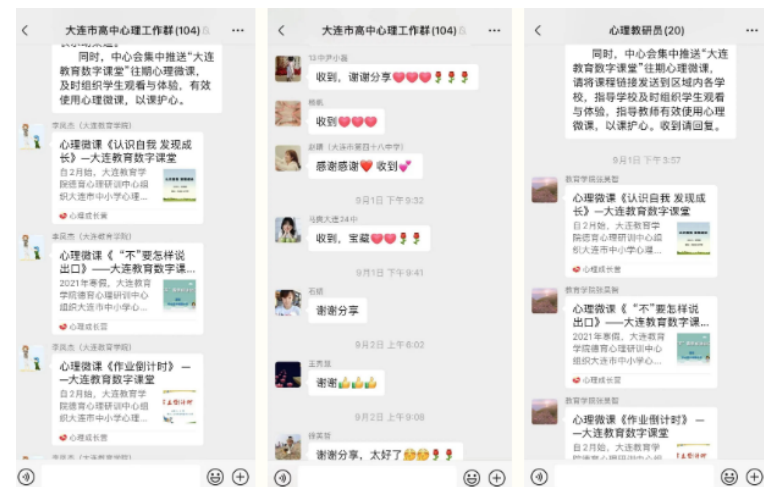 大连市高中心理工作群(104)
同时，中心会集中推送“大
连教育数字课堂”往期心理微课，
及时组织学生观看与体验，有效
使用心理微课，以课护心。
李凤杰（大连教育学院）
心理微课《认识自我 发现成
长》—大连教育数字课堂
自2月始，大连教育学
院德育心理研训中心组
织大连市中小学心理...
心理成长营
李凤杰（大连教育学院）
心理微课《 “不”要怎样说
出口》——大连教育数字课...
2021年寒假，大连教育
学院德育心理研训中心
组织大连市中小学心...
心理成长营
李凤杰（大连教育学院）
心理微课《作业倒计时》 —
—大连教育数字课堂
自2月始，大连教育学
院德育心理研训中心组
织大连市中小学心理...
心理成长营
李凤杰（大连教育学院）
大连市高中心理工作群(104)
收到，谢谢分享
收到
赵晴（大连市第四十八中学）
感恩感谢 收到
9月1日 下午9:32
马爽大连24中
收到，宝藏
9月1日 下午9:41
石婧
谢谢分享
9月2日 上午6:02
谢谢
9月2日 上午9:08
谢谢分享，太好了
心理教研员(20)
同时，中心会集中推送“大连
教育数字课堂”往期心理微课，
请将课程链接发送到区域内各学
校，指导学校及时组织学生观看
与体验，指导教师有效使用心理
微课，以课护心。收到请回复。
9月1日 下午3:57
心理微课《认识自我 发现成
长》—大连教育数字课堂
自2月始，大连教育学
院德育心理研训中心组
织大连市中小学心理...
心理成长营
心理微课《 “不”要怎样说
出口》——大连教育数字课...
2021年寒假，大连教育
学院德育心理研训中心
组织大连市中小学心...
心理成长营
心理微课《作业倒计时》 —
—大连教育数字课堂
自2月始，大连教育学
院德育心理研训中心组